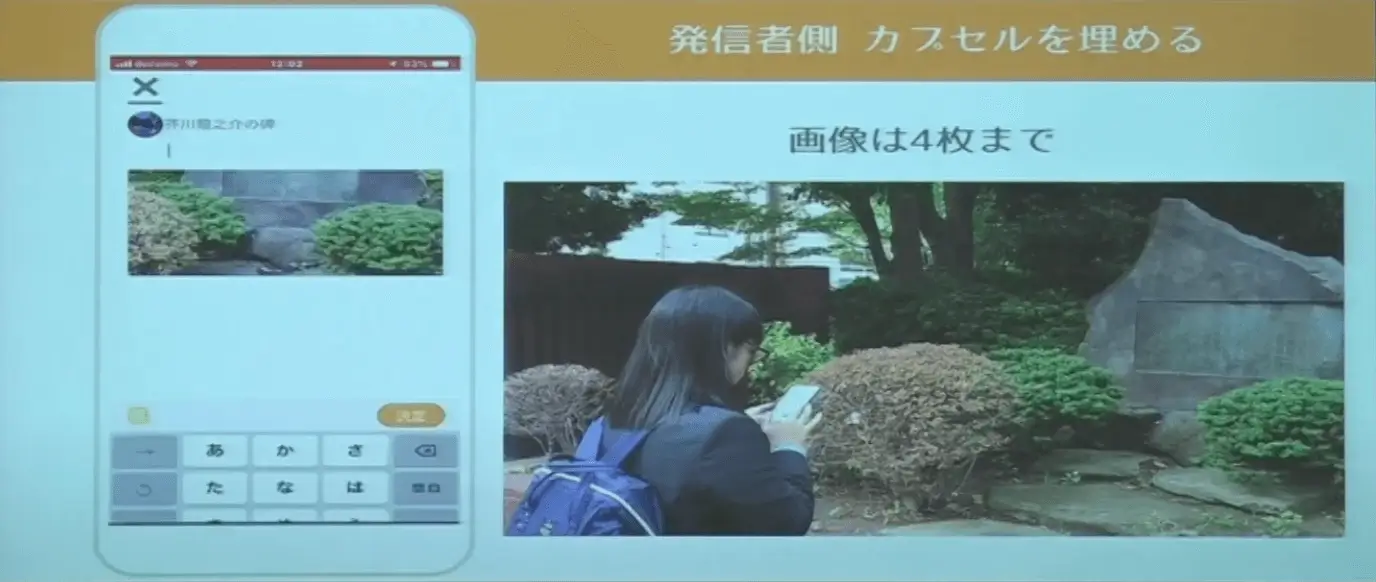 発信者側 カプセルを埋める
画像は4枚まで
12:02
93%
芥川龍之介の碑
決定
→ あ か さ
た な は 空白